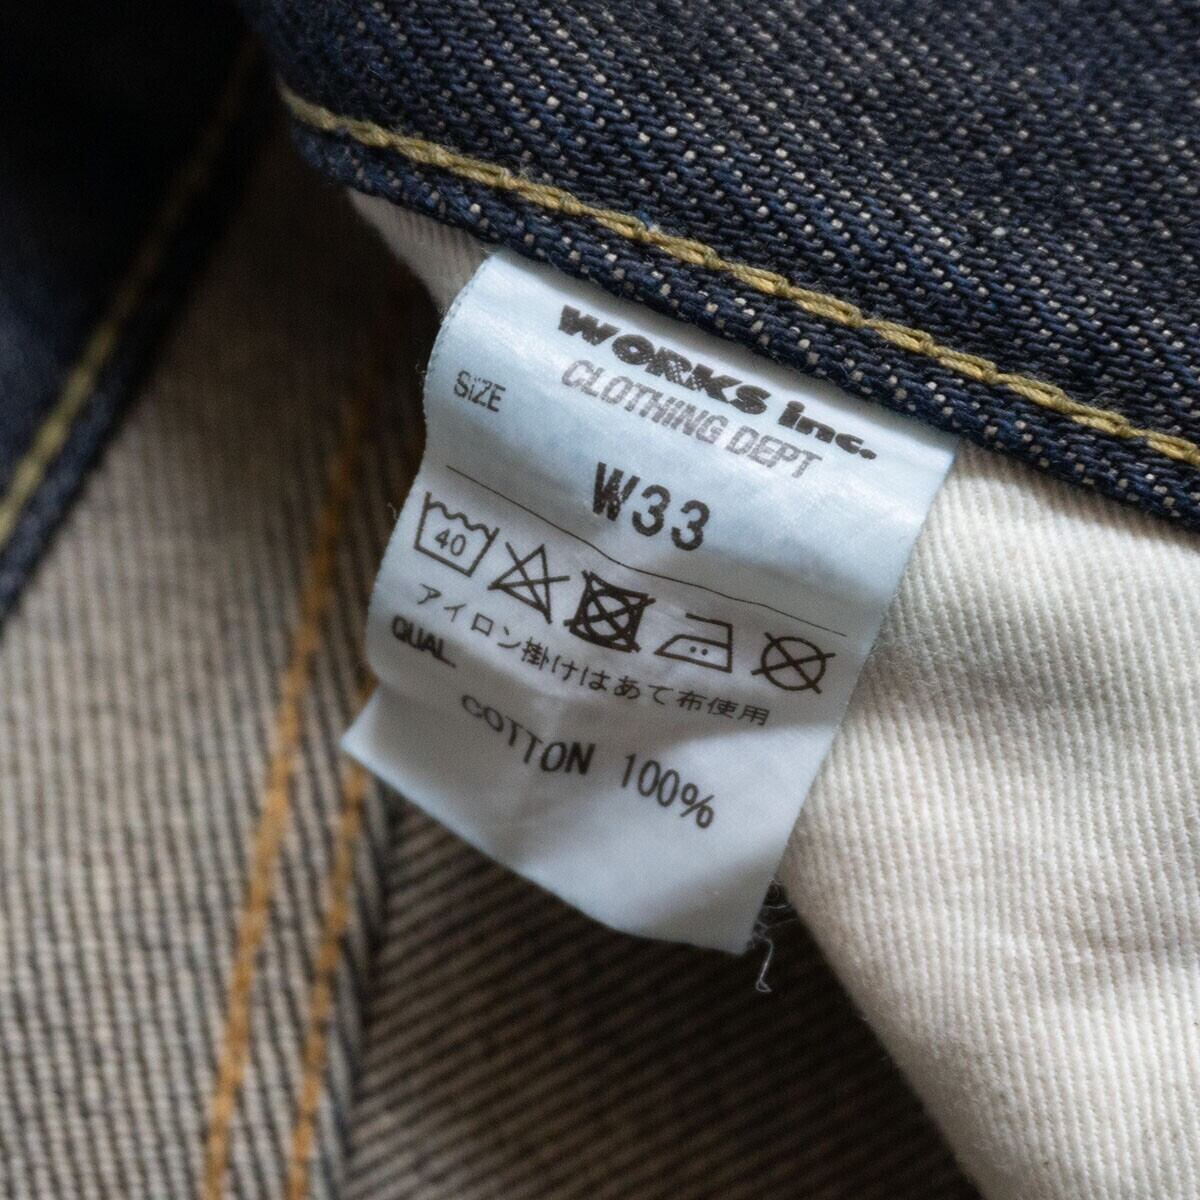 WORKS inc.
CLOTHING DEPT
SiZE
W33
40
アイロン掛けはあて布使用
QUAL.
COTTON 100%